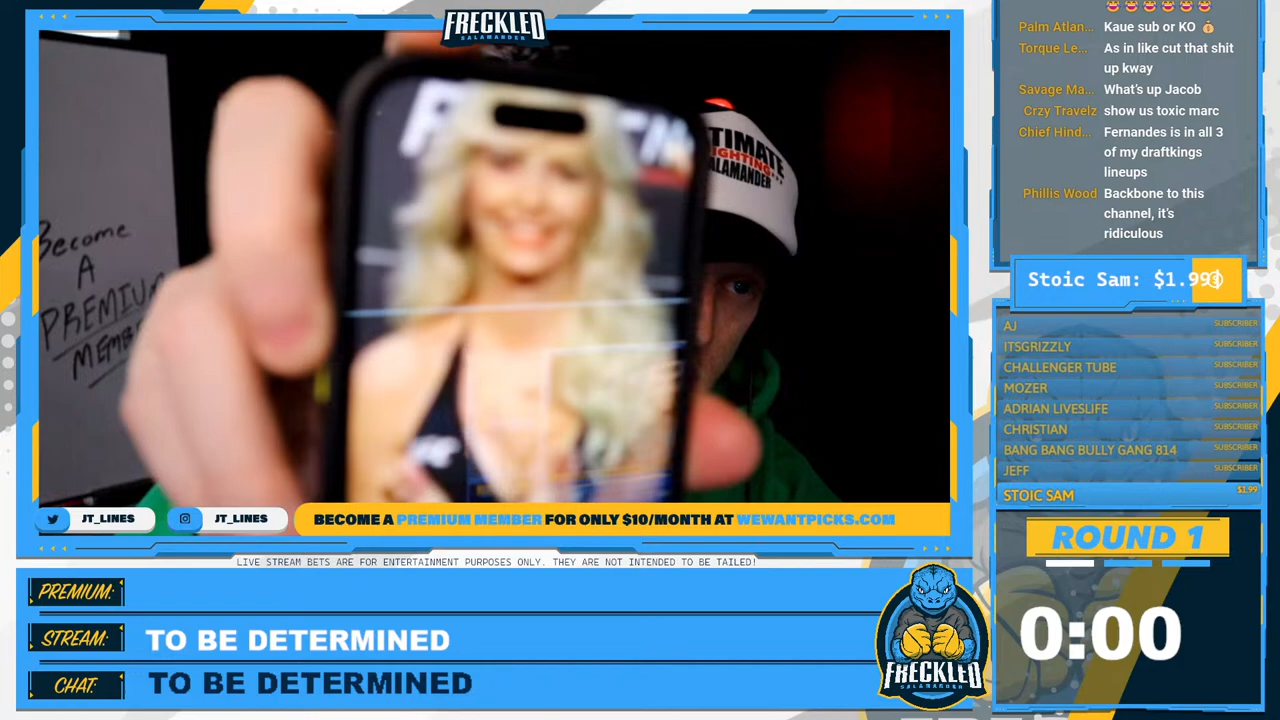 FRECKLED
SALAMANDER
TIMATE
IGHTING
ALAMANDER
Become
A
PREMIUM
MEMBE
JT_LINES
JT_LINES
BECOME A PREMIUM MEMBER FOR ONLY $10/MONTH AT WEWANTPICKS.COM
LIVE STREAM BETS ARE FOR ENTERTAINMENT PURPOSES ONLY. THEY ARE NOT INTENDED TO BE TAILED!
PREMIUM:
STREAM: TO BE DETERMINED
CHAT: TO BE DETERMINED
FRECKLED
SALAMANDER
Palm Atlan... Kaue sub or KO 💰
Torque Le... As in like cut that shit
up kway
Savage Ma... What's up Jacob
Crzy Travelz show us toxic marc
Chief Hind... Fernandes is in all 3
of my draftkings
lineups
Phillis Wood Backbone to this
channel, it's
ridiculous
Stoic Sam: $1.99
AJ SUBSCRIBER
ITSGRIZZLY SUBSCRIBER
CHALLENGER TUBE SUBSCRIBER
MOZER SUBSCRIBER
ADRIAN LIVESLIFE SUBSCRIBER
CHRISTIAN SUBSCRIBER
BANG BANG BULLY GANG 814 SUBSCRIBER
JEFF SUBSCRIBER
STOIC SAM $1.99
ROUND 1
0:00